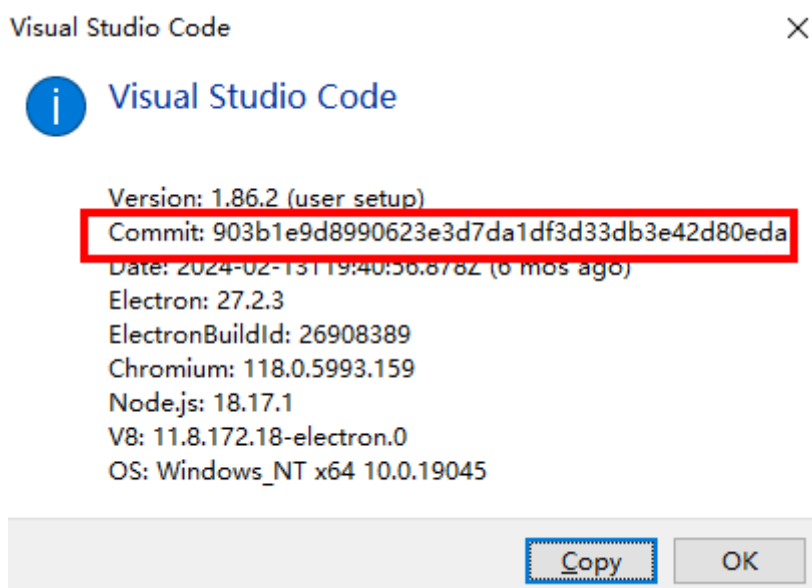 Visual Studio Code
Visual Studio Code
Version: 1.86.2 (user setup)
Commit: 903b1e9d8990623e3d7da1df3d33db3e42d80eda
Date: 2024-02-13T19:40:56.878Z (6 mos ago)
Electron: 27.2.3
ElectronBuildId: 26908389
Chromium: 118.0.5993.159
Node.js: 18.17.1
V8: 11.8.172.18-electron.0
OS: Windows_NT x64 10.0.19045
Copy
OK